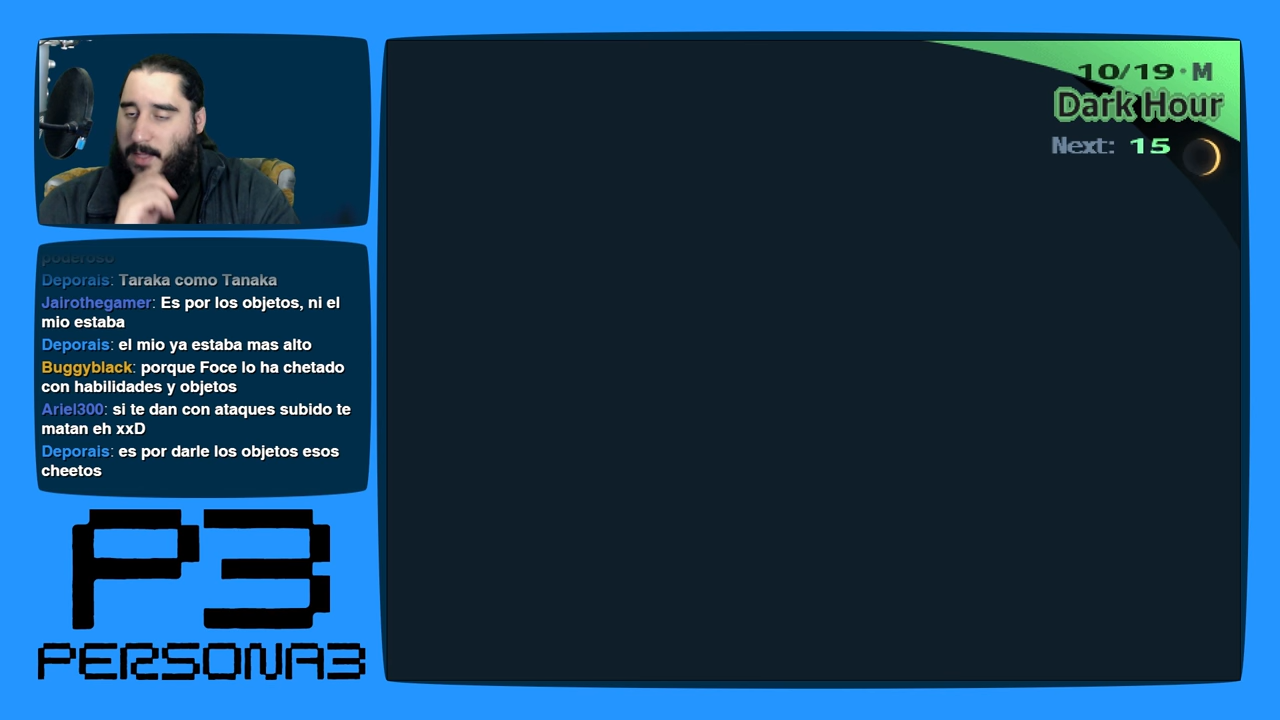 poderoso
Deporais: Taraka como Tanaka
Jairothegamer: Es por los objetos, ni el
mio estaba
Deporais: el mio ya estaba mas alto
Buggyblack: porque Foce lo ha chetado
con habilidades y objetos
Ariel300: si te dan con ataques subido te
matan eh xxD
Deporais: es por darle los objetos esos
cheetos
P3
PERSONA3
10/19·M
Dark Hour
Next: 15